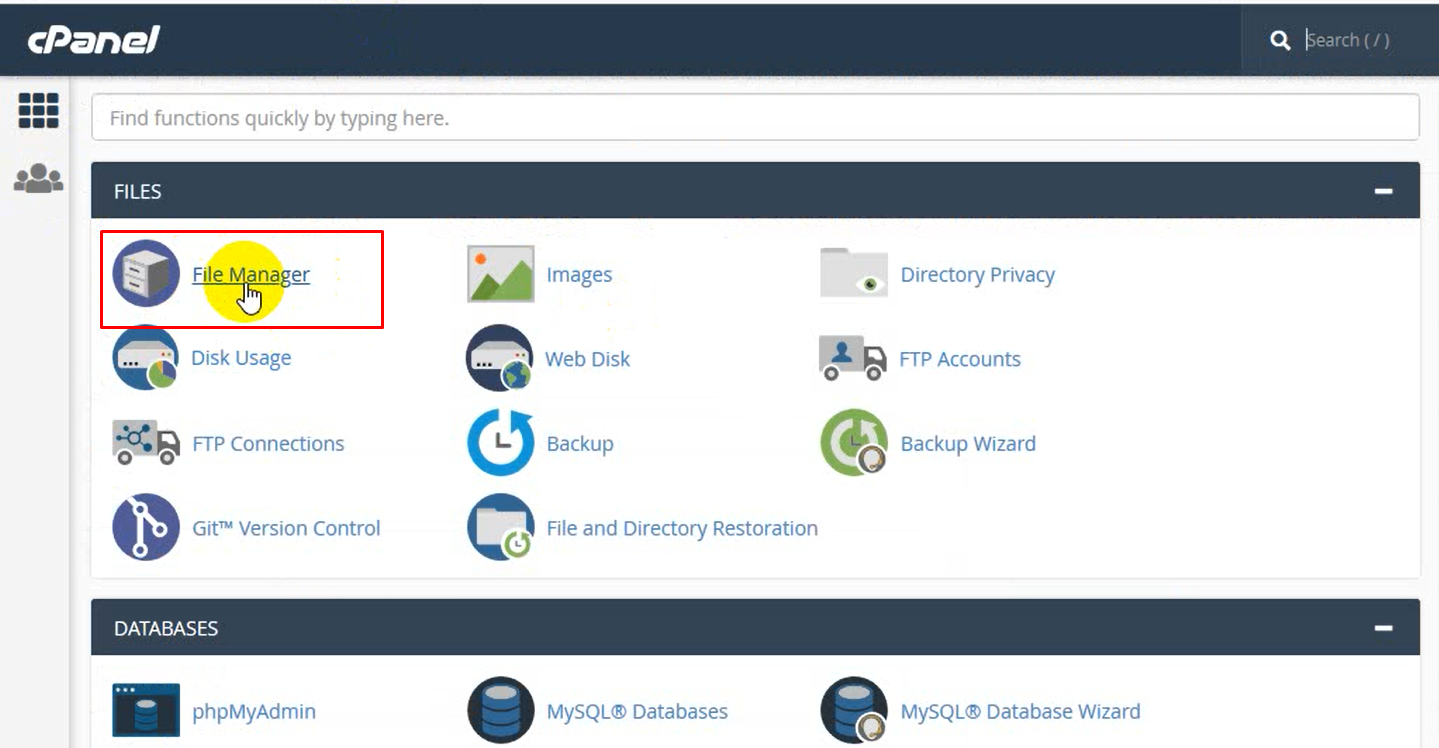 cPanel
Search ( / )
Find functions quickly by typing here.
FILES
File Manager
Images
Directory Privacy
Disk Usage
Web Disk
FTP Accounts
FTP Connections
Backup
Backup Wizard
Git™ Version Control
File and Directory Restoration
DATABASES
phpMyAdmin
MySQL® Databases
MySQL® Database Wizard